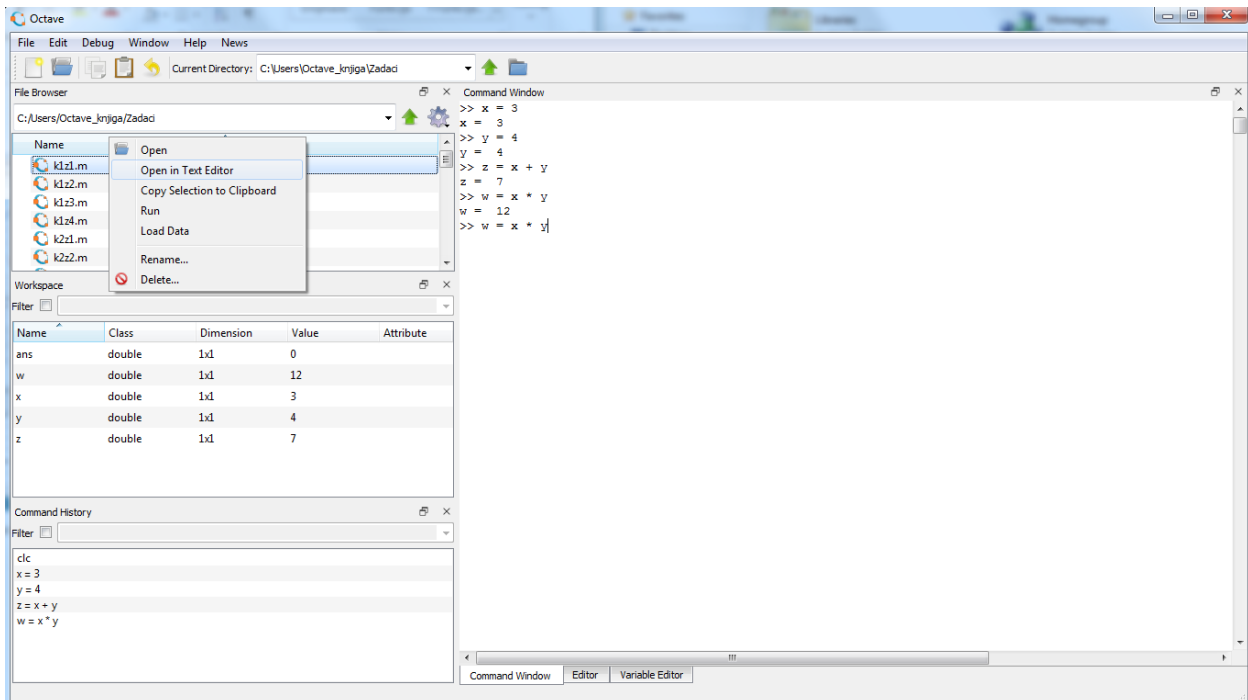 Octave
File Edit Debug Window Help News
Current Directory: C:\Users\Octave_knjiga\Zadaci
File Browser
C:/Users/Octave_knjiga/Zadaci
Name
k1z1.m
k1z2.m
k1z3.m
k1z4.m
k2z1.m
k2z2.m
Open
Open in Text Editor
Copy Selection to Clipboard
Run
Load Data
Rename...
Delete...
Workspace
Filter
Name Class Dimension Value Attribute
ans double 1x1 0
w double 1x1 12
x double 1x1 3
y double 1x1 4
z double 1x1 7
Command History
Filter
clc
x = 3
y = 4
z = x + y
w = x * y
Command Window
>> x = 3
x = 3
>> y = 4
y = 4
>> z = x + y
z = 7
>> w = x * y
w = 12
>> w = x * y
Command Window Editor Variable Editor